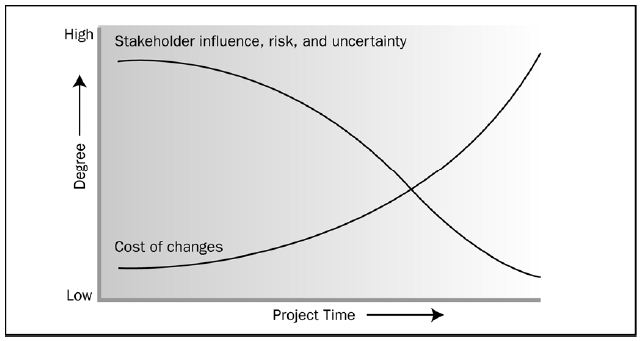 High
Stakeholder influence, risk, and uncertainty
Degree
Cost of changes
Low
Project Time